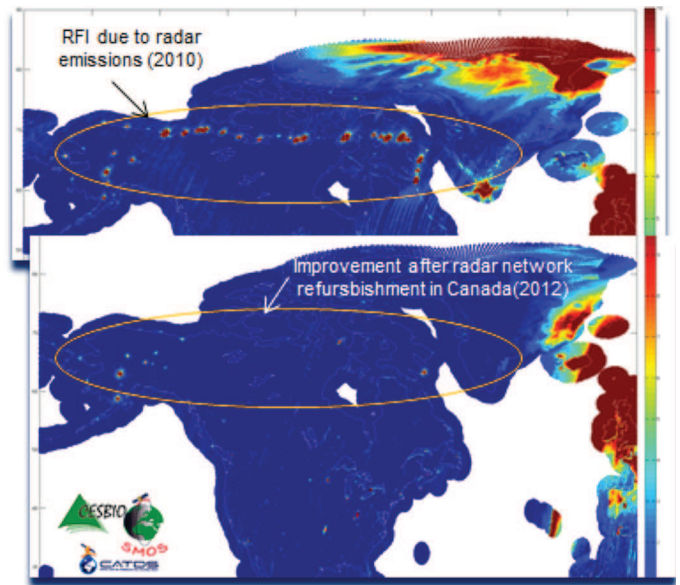 RFI due to radar
emissions (2010)
Improvement after radar network
refursbishment in Canada(2012)
CESBIO
SMOS
CATDS